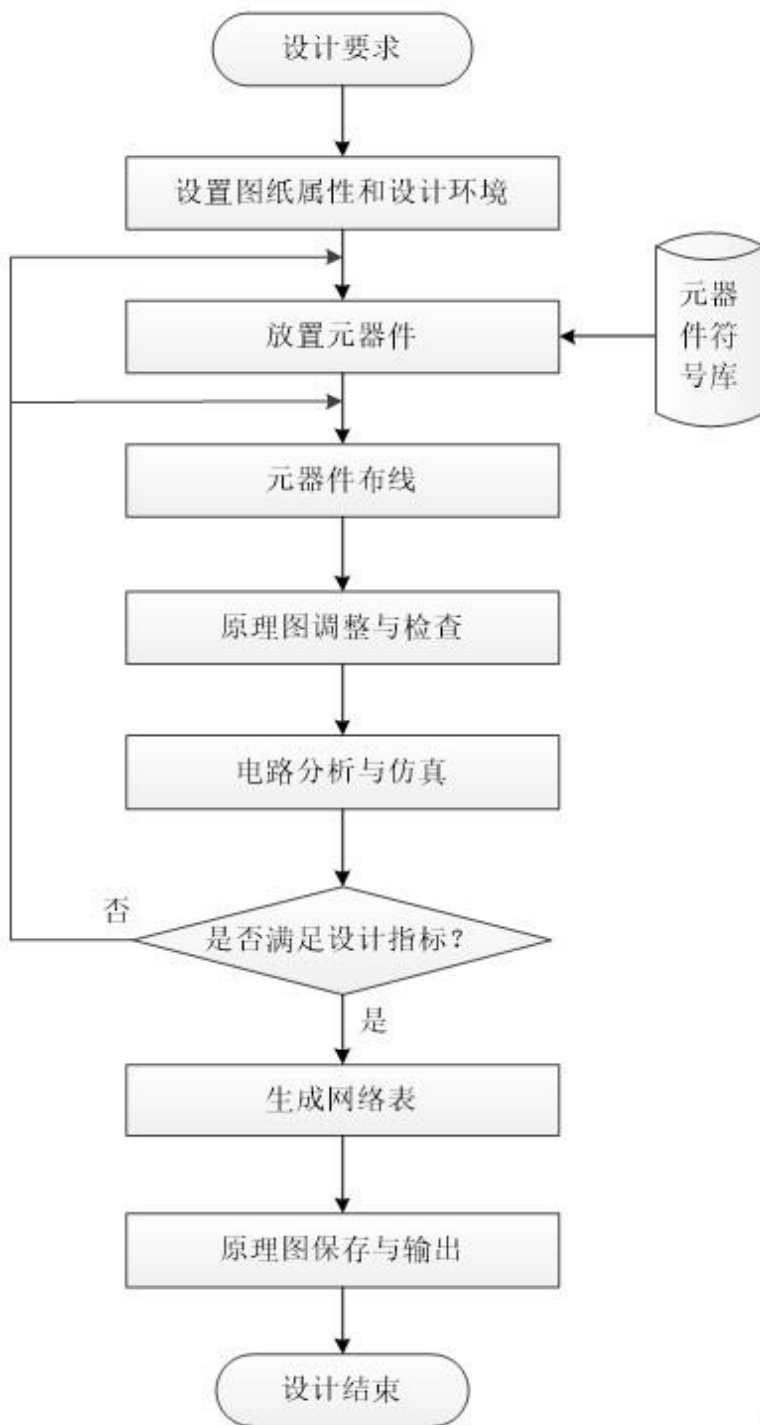 设计要求
设置图纸属性和设计环境
元器
件符
号库
放置元器件
元器件布线
原理图调整与检查
电路分析与仿真
否
是否满足设计指标?
是
生成网络表
原理图保存与输出
设计结束